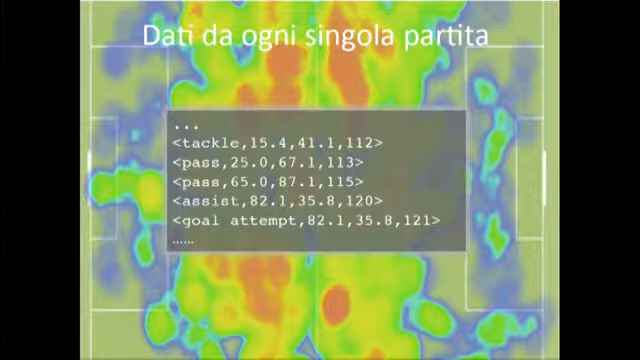 Dati da ogni singola partita
...
<tackle,15.4,41.1,112>
<pass,25.0,67.1,113>
<pass,65.0,87.1,115>
<assist,82.1,35.8,120>
<goal attempt,82.1,35.8,121>
......